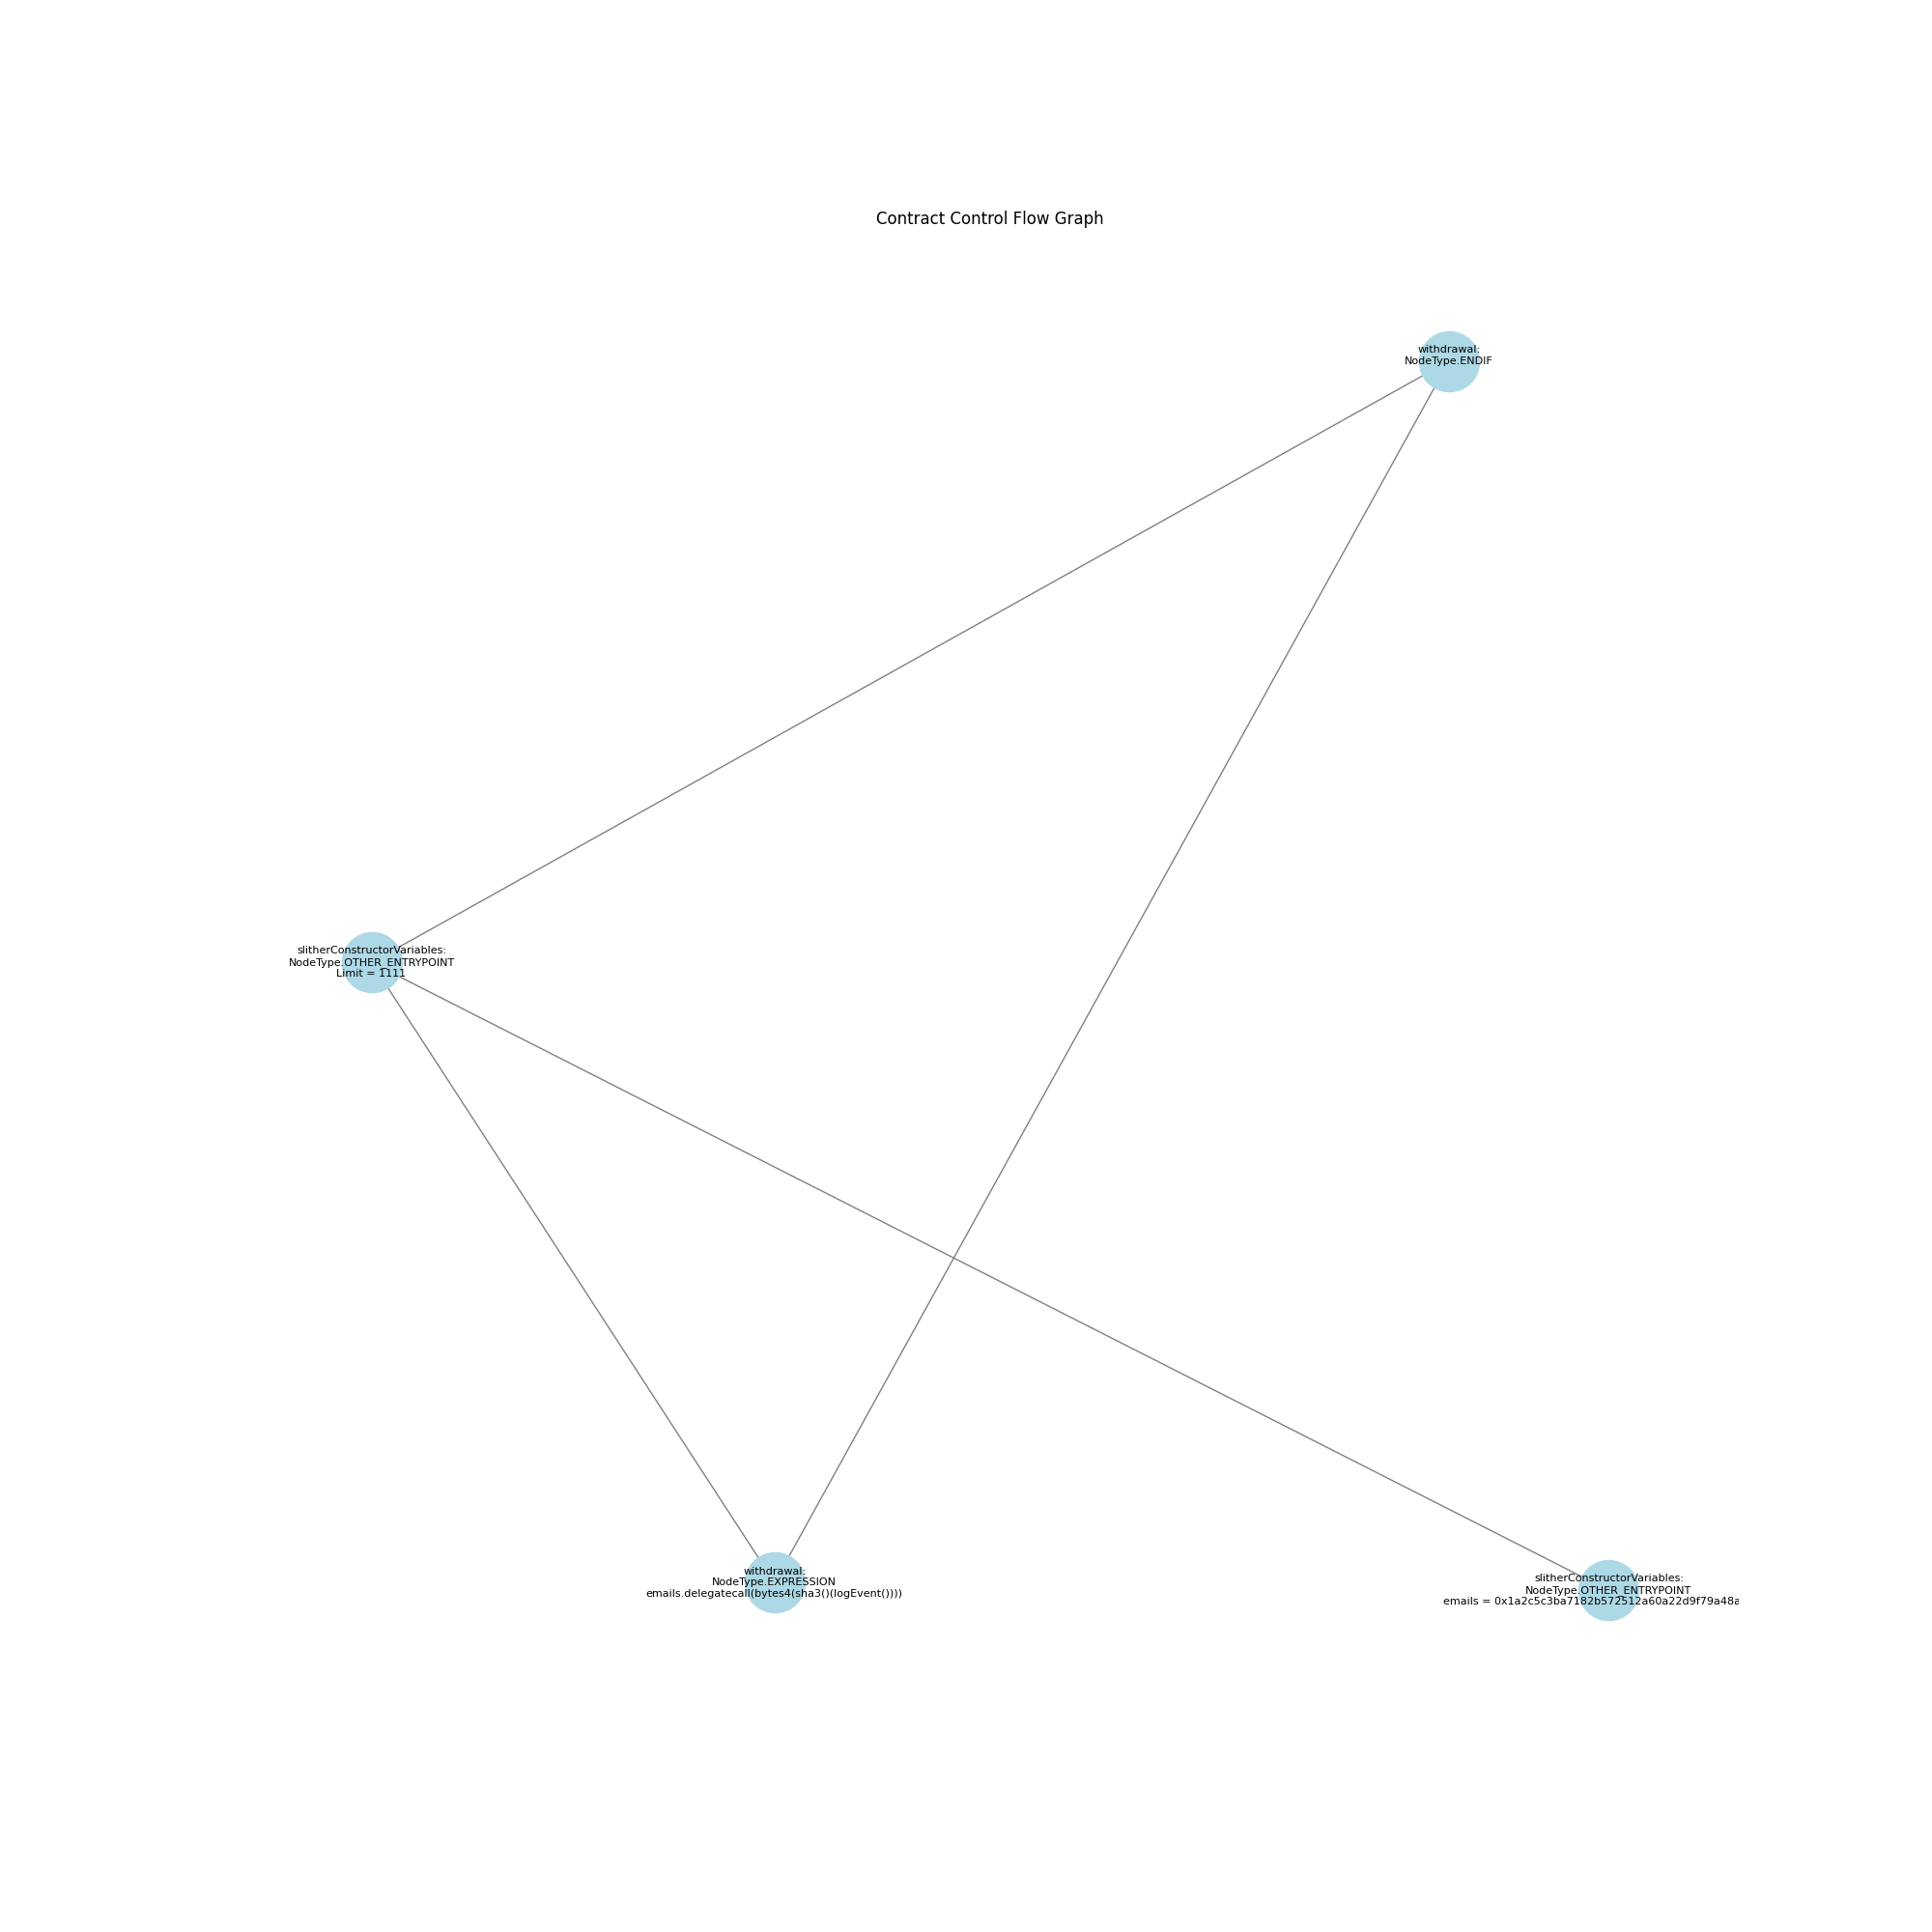 Contract Control Flow Graph
withdrawal:
NodeType.ENDIF
slitherConstructorVariables:
NodeType.OTHER_ENTRYPOINT
Limit = 1111
withdrawal:
NodeType.EXPRESSION
emails.delegatecall(bytes4(sha3()(logEvent())))
slitherConstructorVariables:
NodeType.OTHER_ENTRYPOINT
emails = 0x1a2c5c3ba7182b572512a60a22d9f79a48a